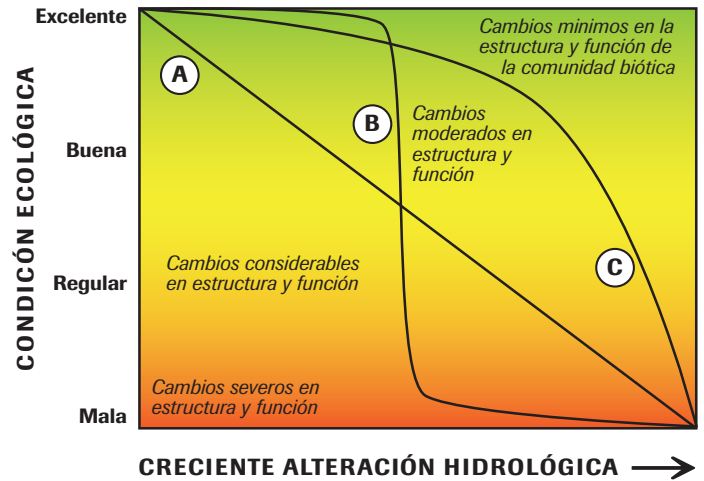 Excelente
Buena
Regular
Mala
CONDICÓN ECOLÓGICA
Cambios minimos en la
estructura y función de
la comunidad biótica
A
B
Cambios
moderados en
estructura y
función
C
Cambios considerables
en estructura y función
Cambios severos en
estructura y función
CRECIENTE ALTERACIÓN HIDROLÓGICA